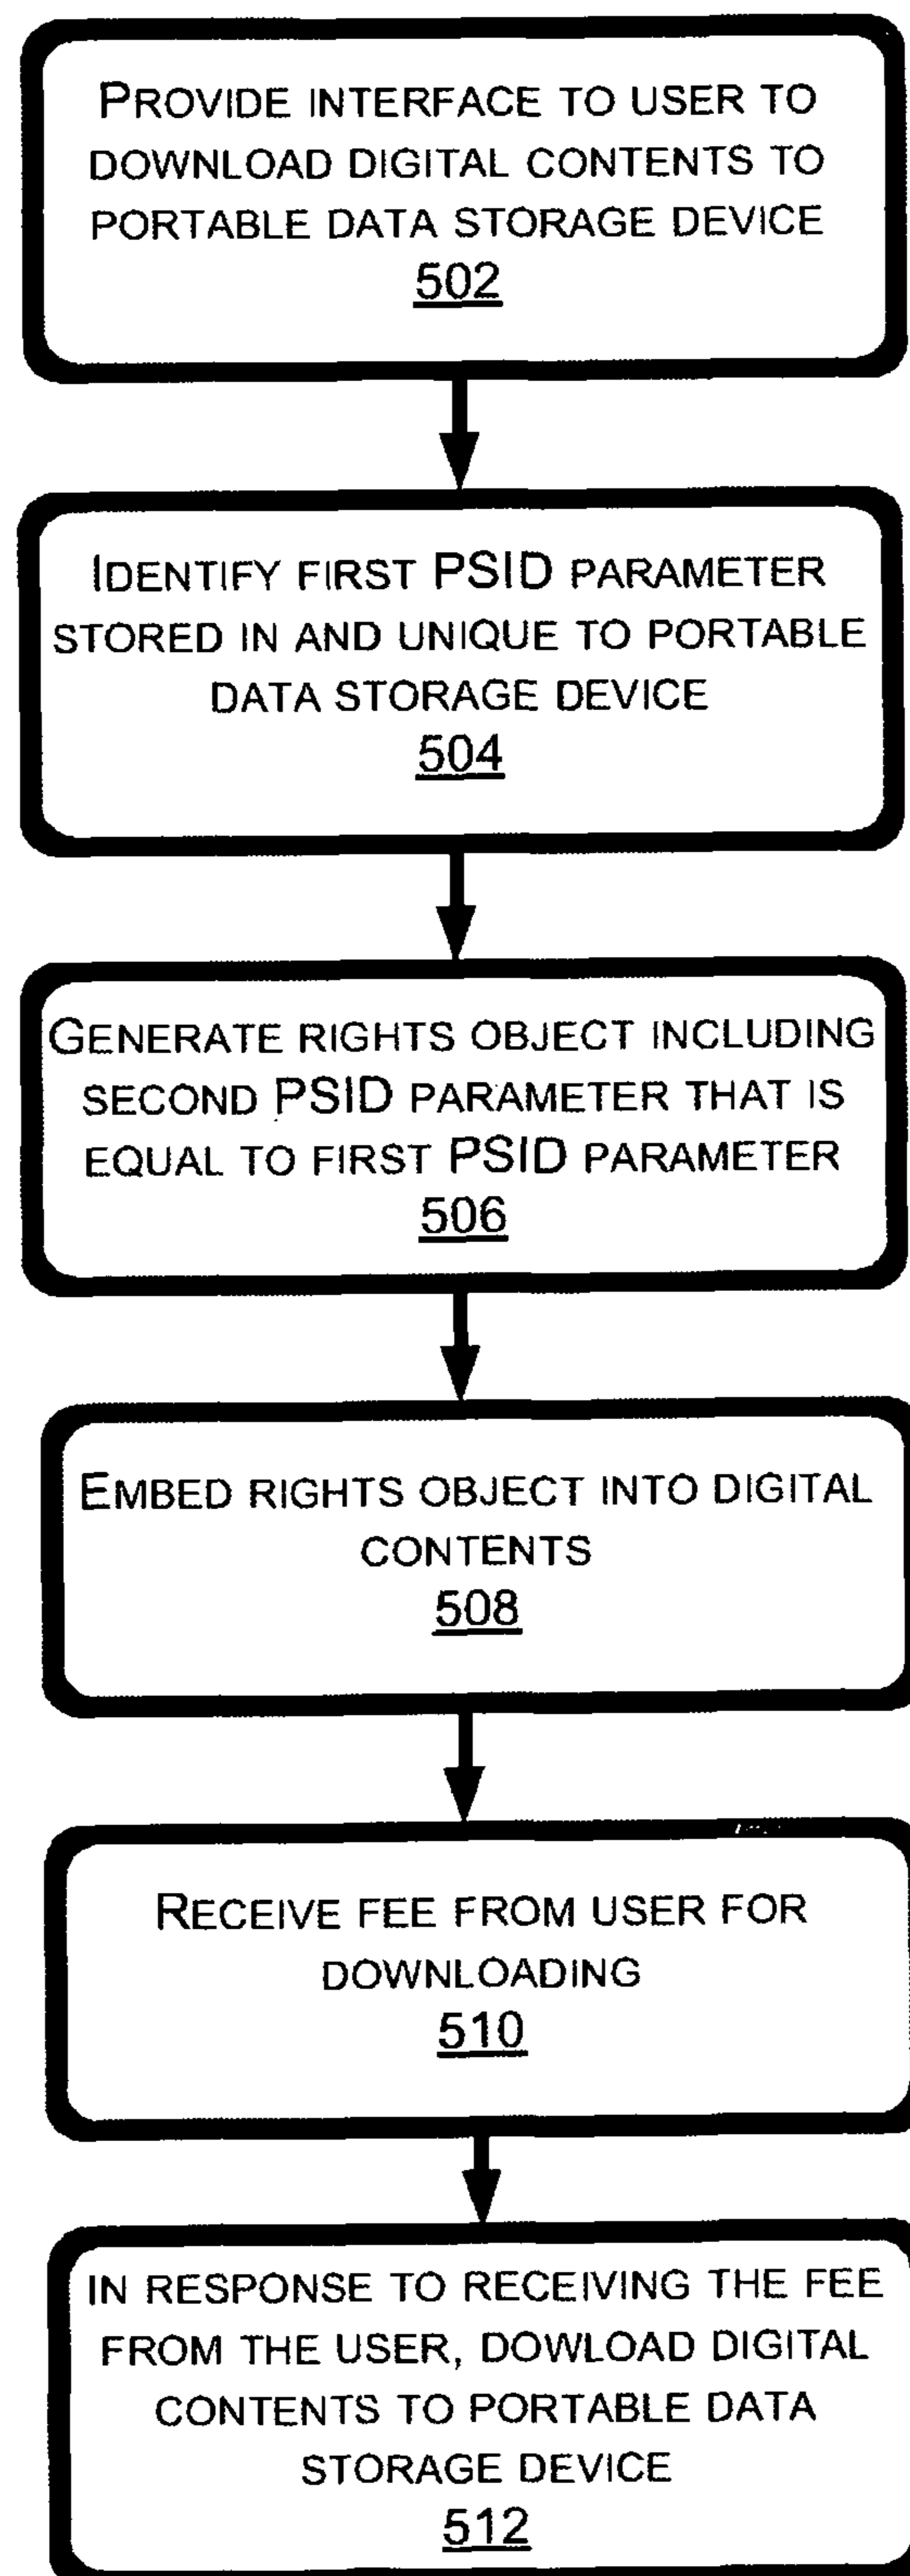 PROVIDE INTERFACE TO USER TO
DOWNLOAD DIGITAL CONTENTS TO
PORTABLE DATA STORAGE DEVICE
502
IDENTIFY FIRST PSID PARAMETER
STORED IN AND UNIQUE TO PORTABLE
DATA STORAGE DEVICE
504
GENERATE RIGHTS OBJECT INCLUDING
SECOND PSID PARAMETER THAT IS
EQUAL TO FIRST PSID PARAMETER
506
EMBED RIGHTS OBJECT INTO DIGITAL
CONTENTS
508
RECEIVE FEE FROM USER FOR
DOWNLOADING
510
IN RESPONSE TO RECEIVING THE FEE
FROM THE USER, DOWLOAD DIGITAL
CONTENTS TO PORTABLE DATA
STORAGE DEVICE
512